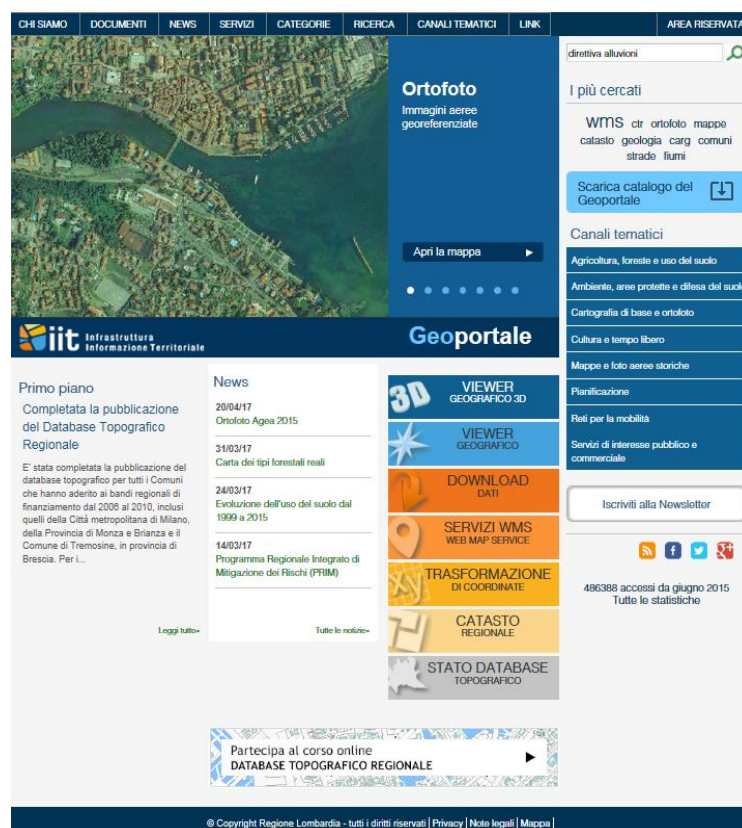 CHI SIAMO DOCUMENTI NEWS SERVIZI CATEGORIE RICERCA CANALI TEMATICI LINK AREA RISERVATA
Ortofoto
Immagini aeree
georeferenziate
Apri la mappa
iit Infrastruttura
Informazione Territoriale
Geoportale
direttiva alluvioni
I più cercati
wms ctr ortofoto mappe
catasto geologia carg comuni
strade fiumi
Scarica catalogo del
Geoportale
Canali tematici
Agricoltura, foreste e uso del suolo
Ambiente, aree protette e difesa del suolo
Cartografia di base e ortofoto
Cultura e tempo libero
Mappe e foto aeree storiche
Pianificazione
Reti per la mobilità
Servizi di interesse pubblico e
commerciale
Iscriviti alla Newsletter
486388 accessi da giugno 2015
Tutte le statistiche
Primo piano
Completata la pubblicazione
del Database Topografico
Regionale
E' stata completata la pubblicazione del
database topografico per tutti i Comuni
che hanno aderito ai bandi regionali di
finanziamento dal 2006 al 2010, inclusi
quelli della Città metropolitana di Milano,
della Provincia di Monza e Brianza e il
Comune di Tremosine, in provincia di
Brescia. Per i...
Leggi tutto»
News
20/04/17
Ortofoto Agea 2015
31/03/17
Carta dei tipi forestali reali
24/03/17
Evoluzione dell'uso del suolo dal
1999 a 2015
14/03/17
Programma Regionale Integrato di
Mitigazione dei Rischi (PRIM)
Tutte le notizie»
3D VIEWER
GEOGRAFICO 3D
VIEWER
GEOGRAFICO
DOWNLOAD
DATI
SERVIZI WMS
WEB MAP SERVICE
xy TRASFORMAZIONE
DI COORDINATE
CATASTO
REGIONALE
STATO DATABASE
TOPOGRAFICO
Partecipa al corso online
DATABASE TOPOGRAFICO REGIONALE
© Copyright Regione Lombardia - tutti i diritti riservati | Privacy | Note legali | Mappa |